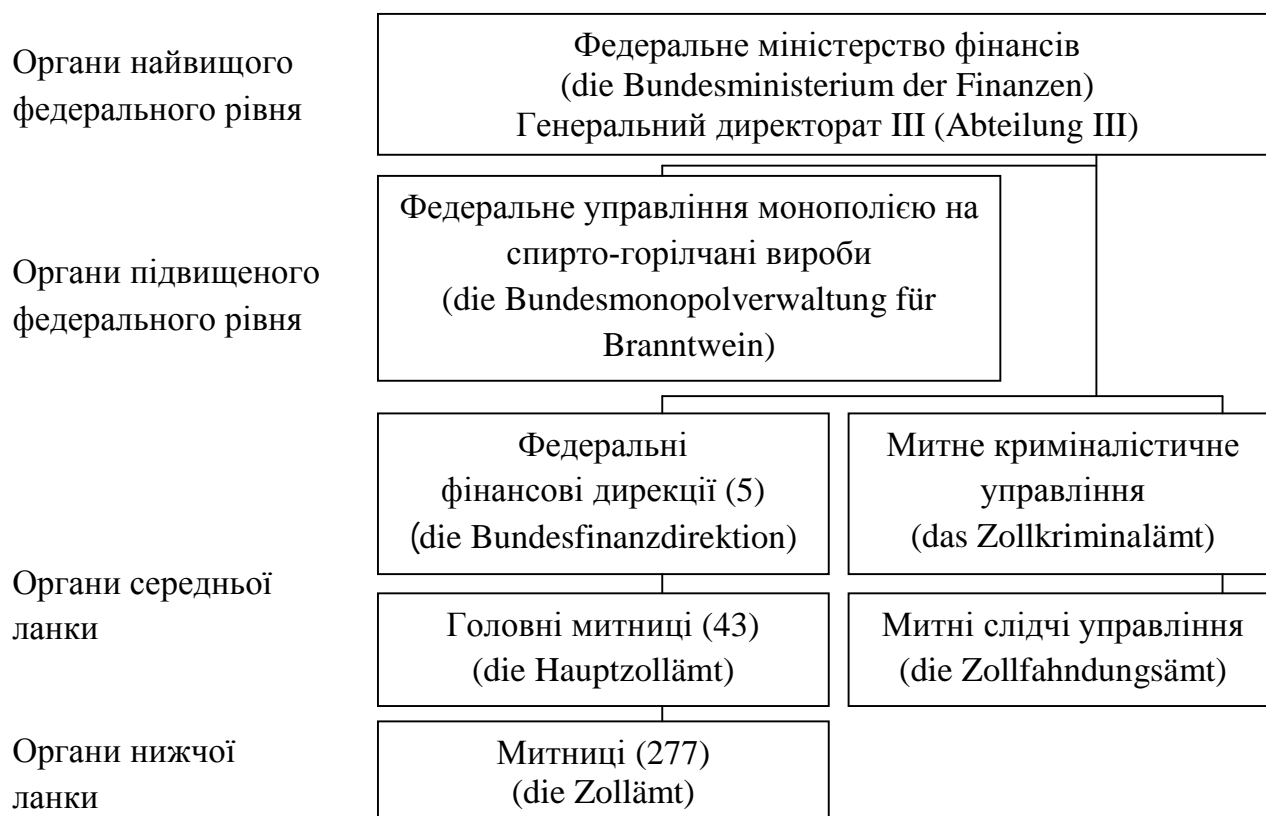 Органи найвищого
федерального рівня
Федеральне міністерство фінансів
(die Bundesministerium der Finanzen)
Генеральний директорат III (Abteilung III)
Органи підвищеного
федерального рівня
Федеральне управління монополією на
спирто-горілчані вироби
(die Bundesmonopolverwaltung für
Branntwein)
Органи середньої
ланки
Федеральні
фінансові дирекції (5)
(die Bundesfinanzdirektion)
Митне криміналістичне
управління
(das Zollkriminalämt)
Головні митниці (43)
(die Hauptzollämt)
Митні слідчі управління
(die Zollfahndungsämt)
Органи нижчої
ланки
Митниці (277)
(die Zollämt)